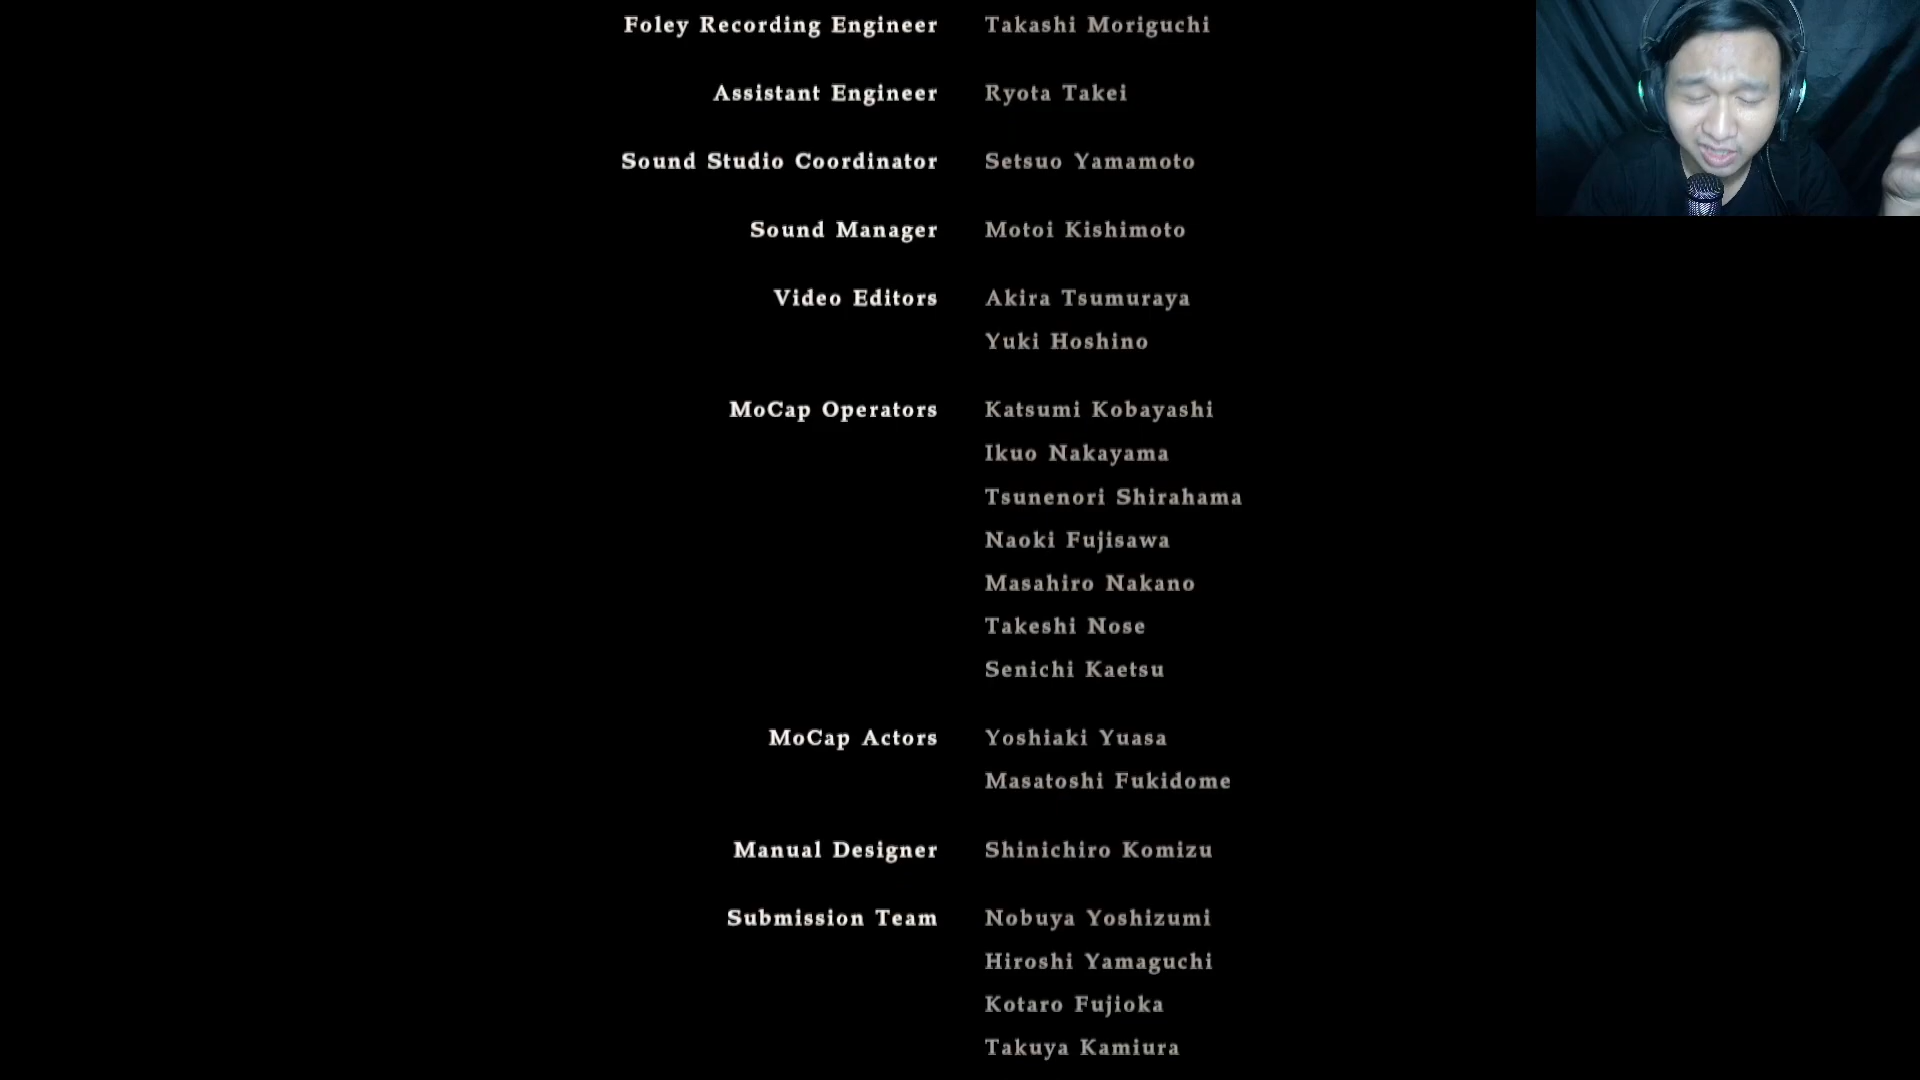 Foley Recording Engineer Takashi Moriguchi
Assistant Engineer Ryota Takei
Sound Studio Coordinator Setsuo Yamamoto
Sound Manager Motoi Kishimoto
Video Editors Akira Tsumuraya
Yuki Hoshino
MoCap Operators Katsumi Kobayashi
Ikuo Nakayama
Tsunenori Shirahama
Naoki Fujisawa
Masahiro Nakano
Takeshi Nose
Senichi Kaetsu
MoCap Actors Yoshiaki Yuasa
Masatoshi Fukidome
Manual Designer Shinichiro Komizu
Submission Team Nobuya Yoshizumi
Hiroshi Yamaguchi
Kotaro Fujioka
Takuya Kamiura